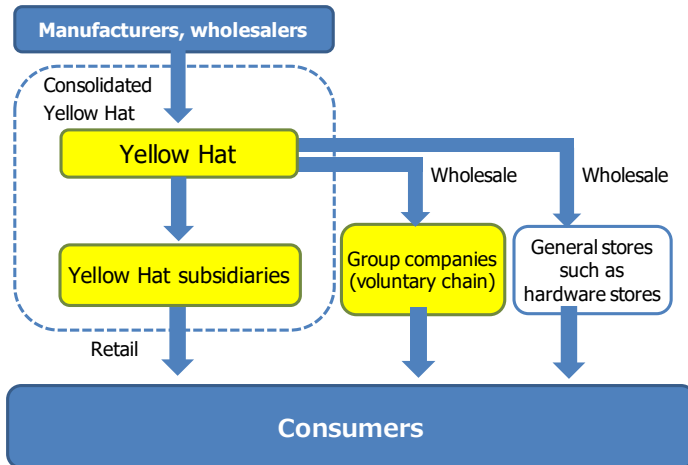 Manufacturers, wholesalers
Consolidated
Yellow Hat
Yellow Hat
Wholesale
Wholesale
Yellow Hat subsidiaries
Group companies
(voluntary chain)
General stores
such as
hardware stores
Retail
Consumers